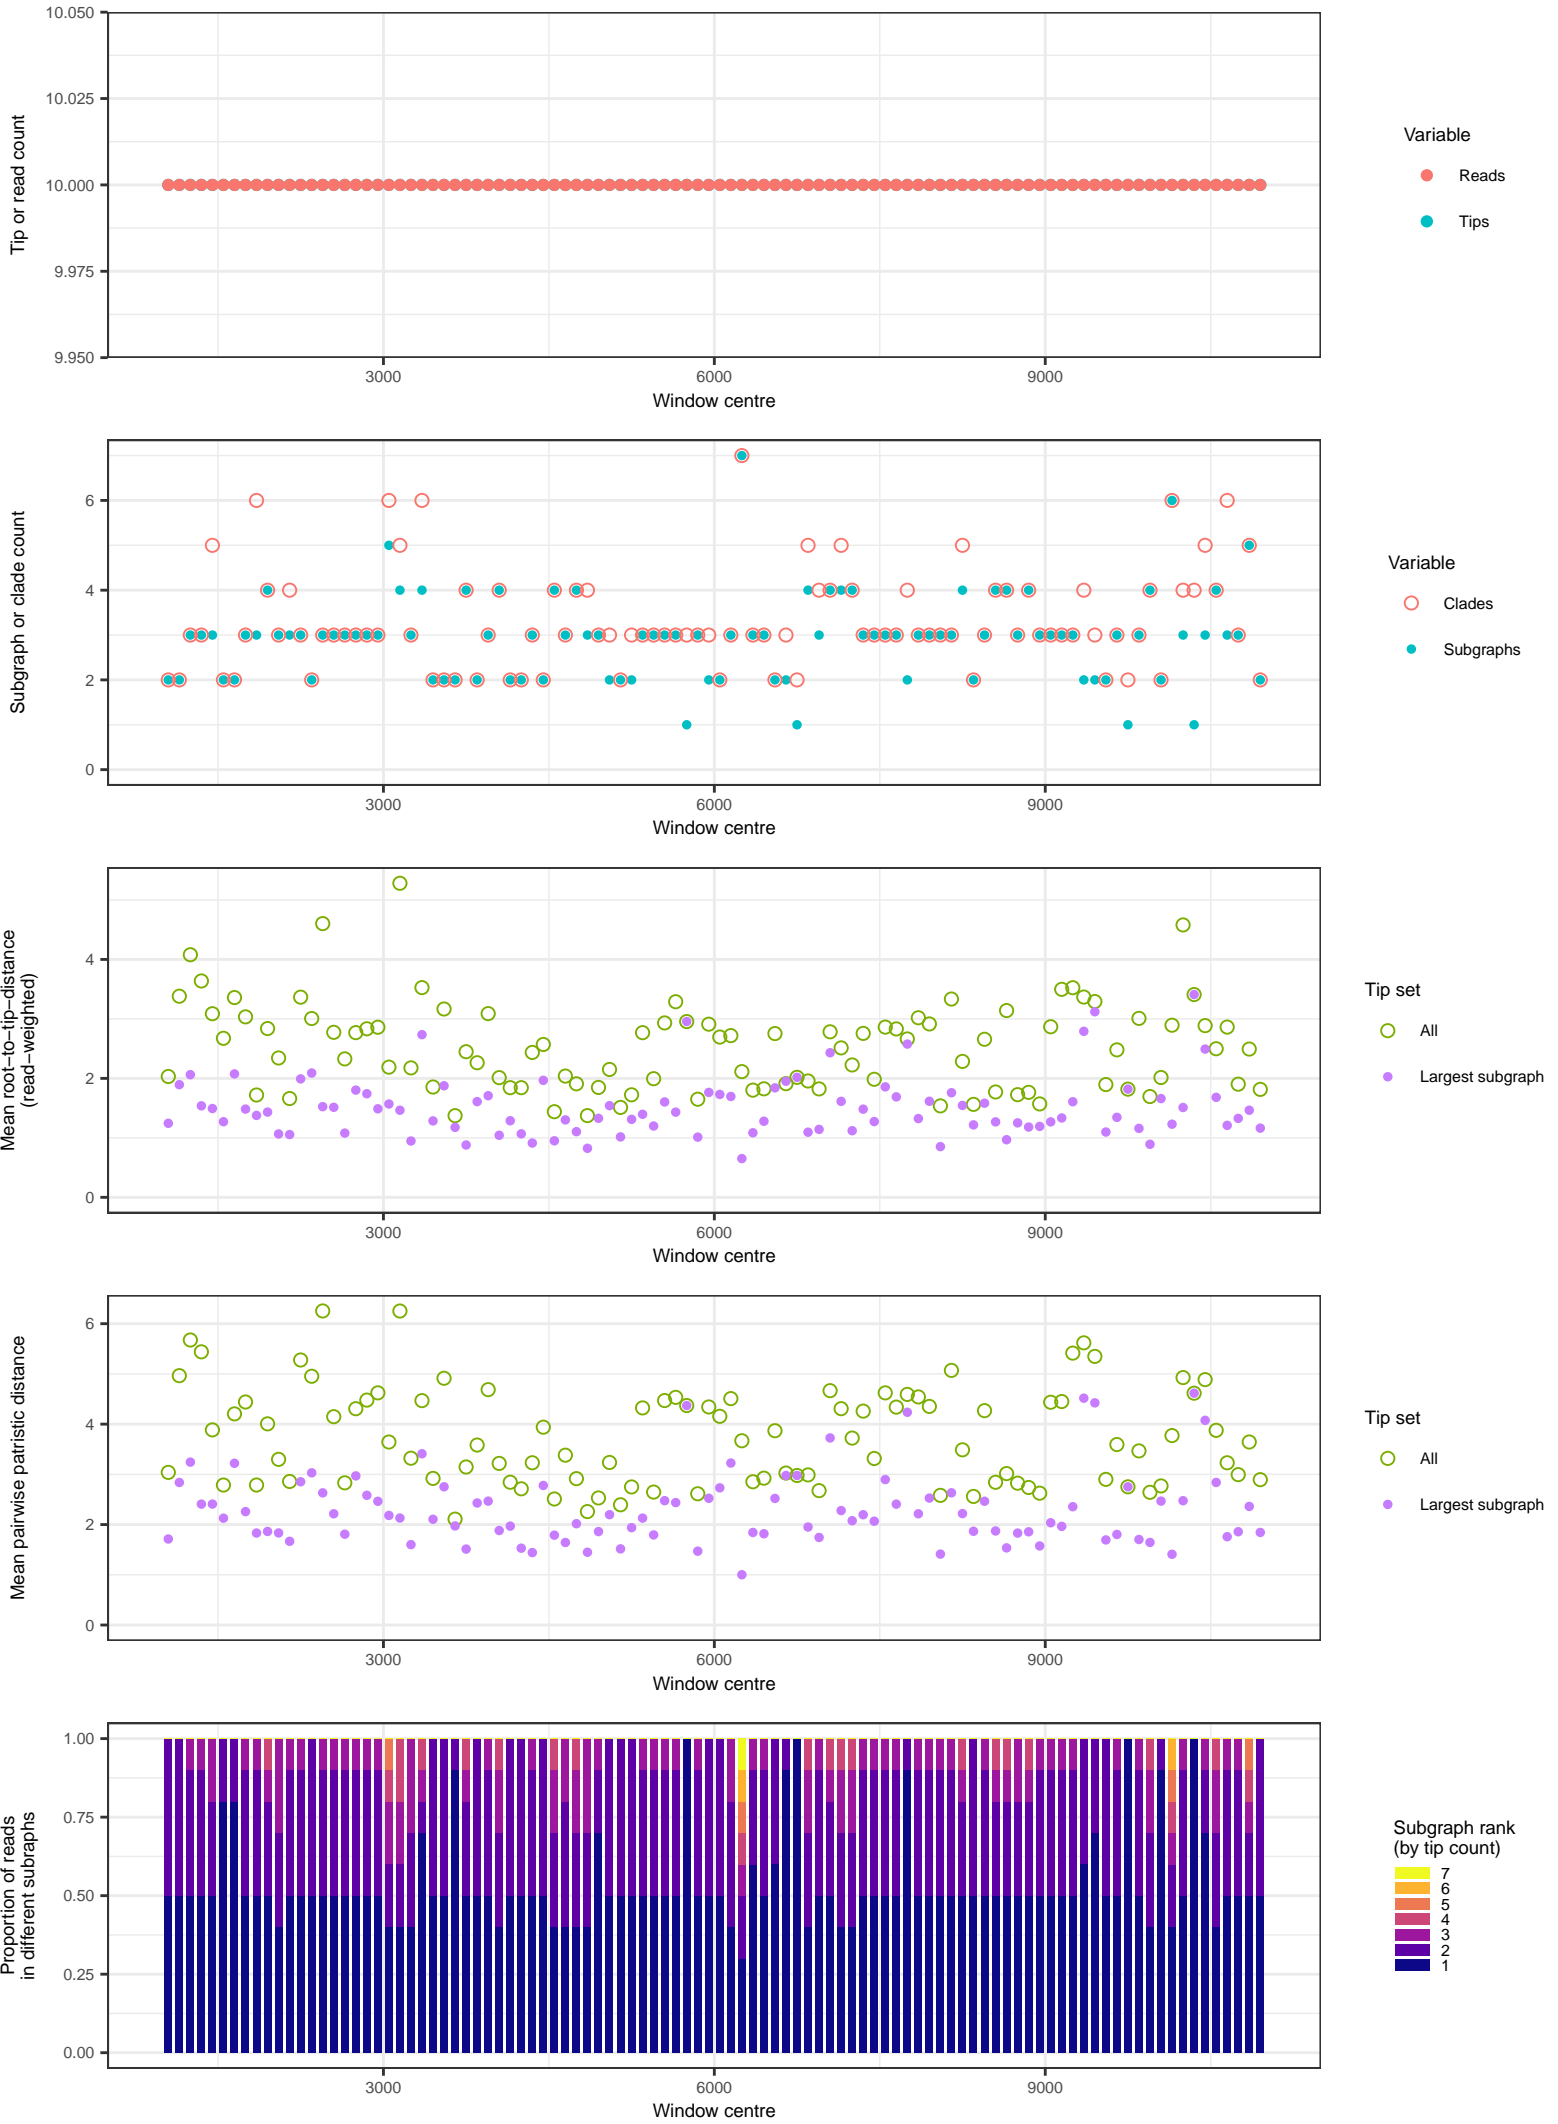 10.050
10.025
10.000
9.975
9.950
Tip or read count
3000 6000 9000
Window centre
Variable
Reads
Tips
6
4
2
0
Subgraph or clade count
3000 6000 9000
Window centre
Variable
Clades
Subgraphs
4
2
0
Mean root-to-tip-distance
(read-weighted)
3000 6000 9000
Window centre
Tip set
All
Largest subgraph
6
4
2
0
Mean pairwise patristic distance
3000 6000 9000
Window centre
Tip set
All
Largest subgraph
1.00
0.75
0.50
0.25
0.00
Proportion of reads
in different subraphs
3000 6000 9000
Window centre
Subgraph rank
(by tip count)
7
6
5
4
3
2
1